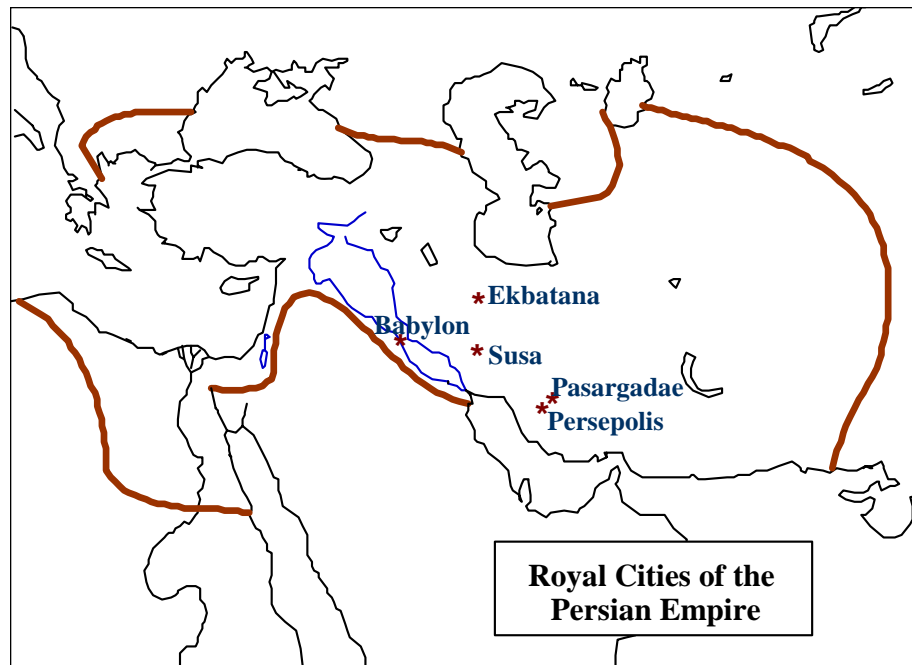 Ekbatana
Babylon
Susa
Pasargadae
Persepolis
Royal Cities of the
Persian Empire